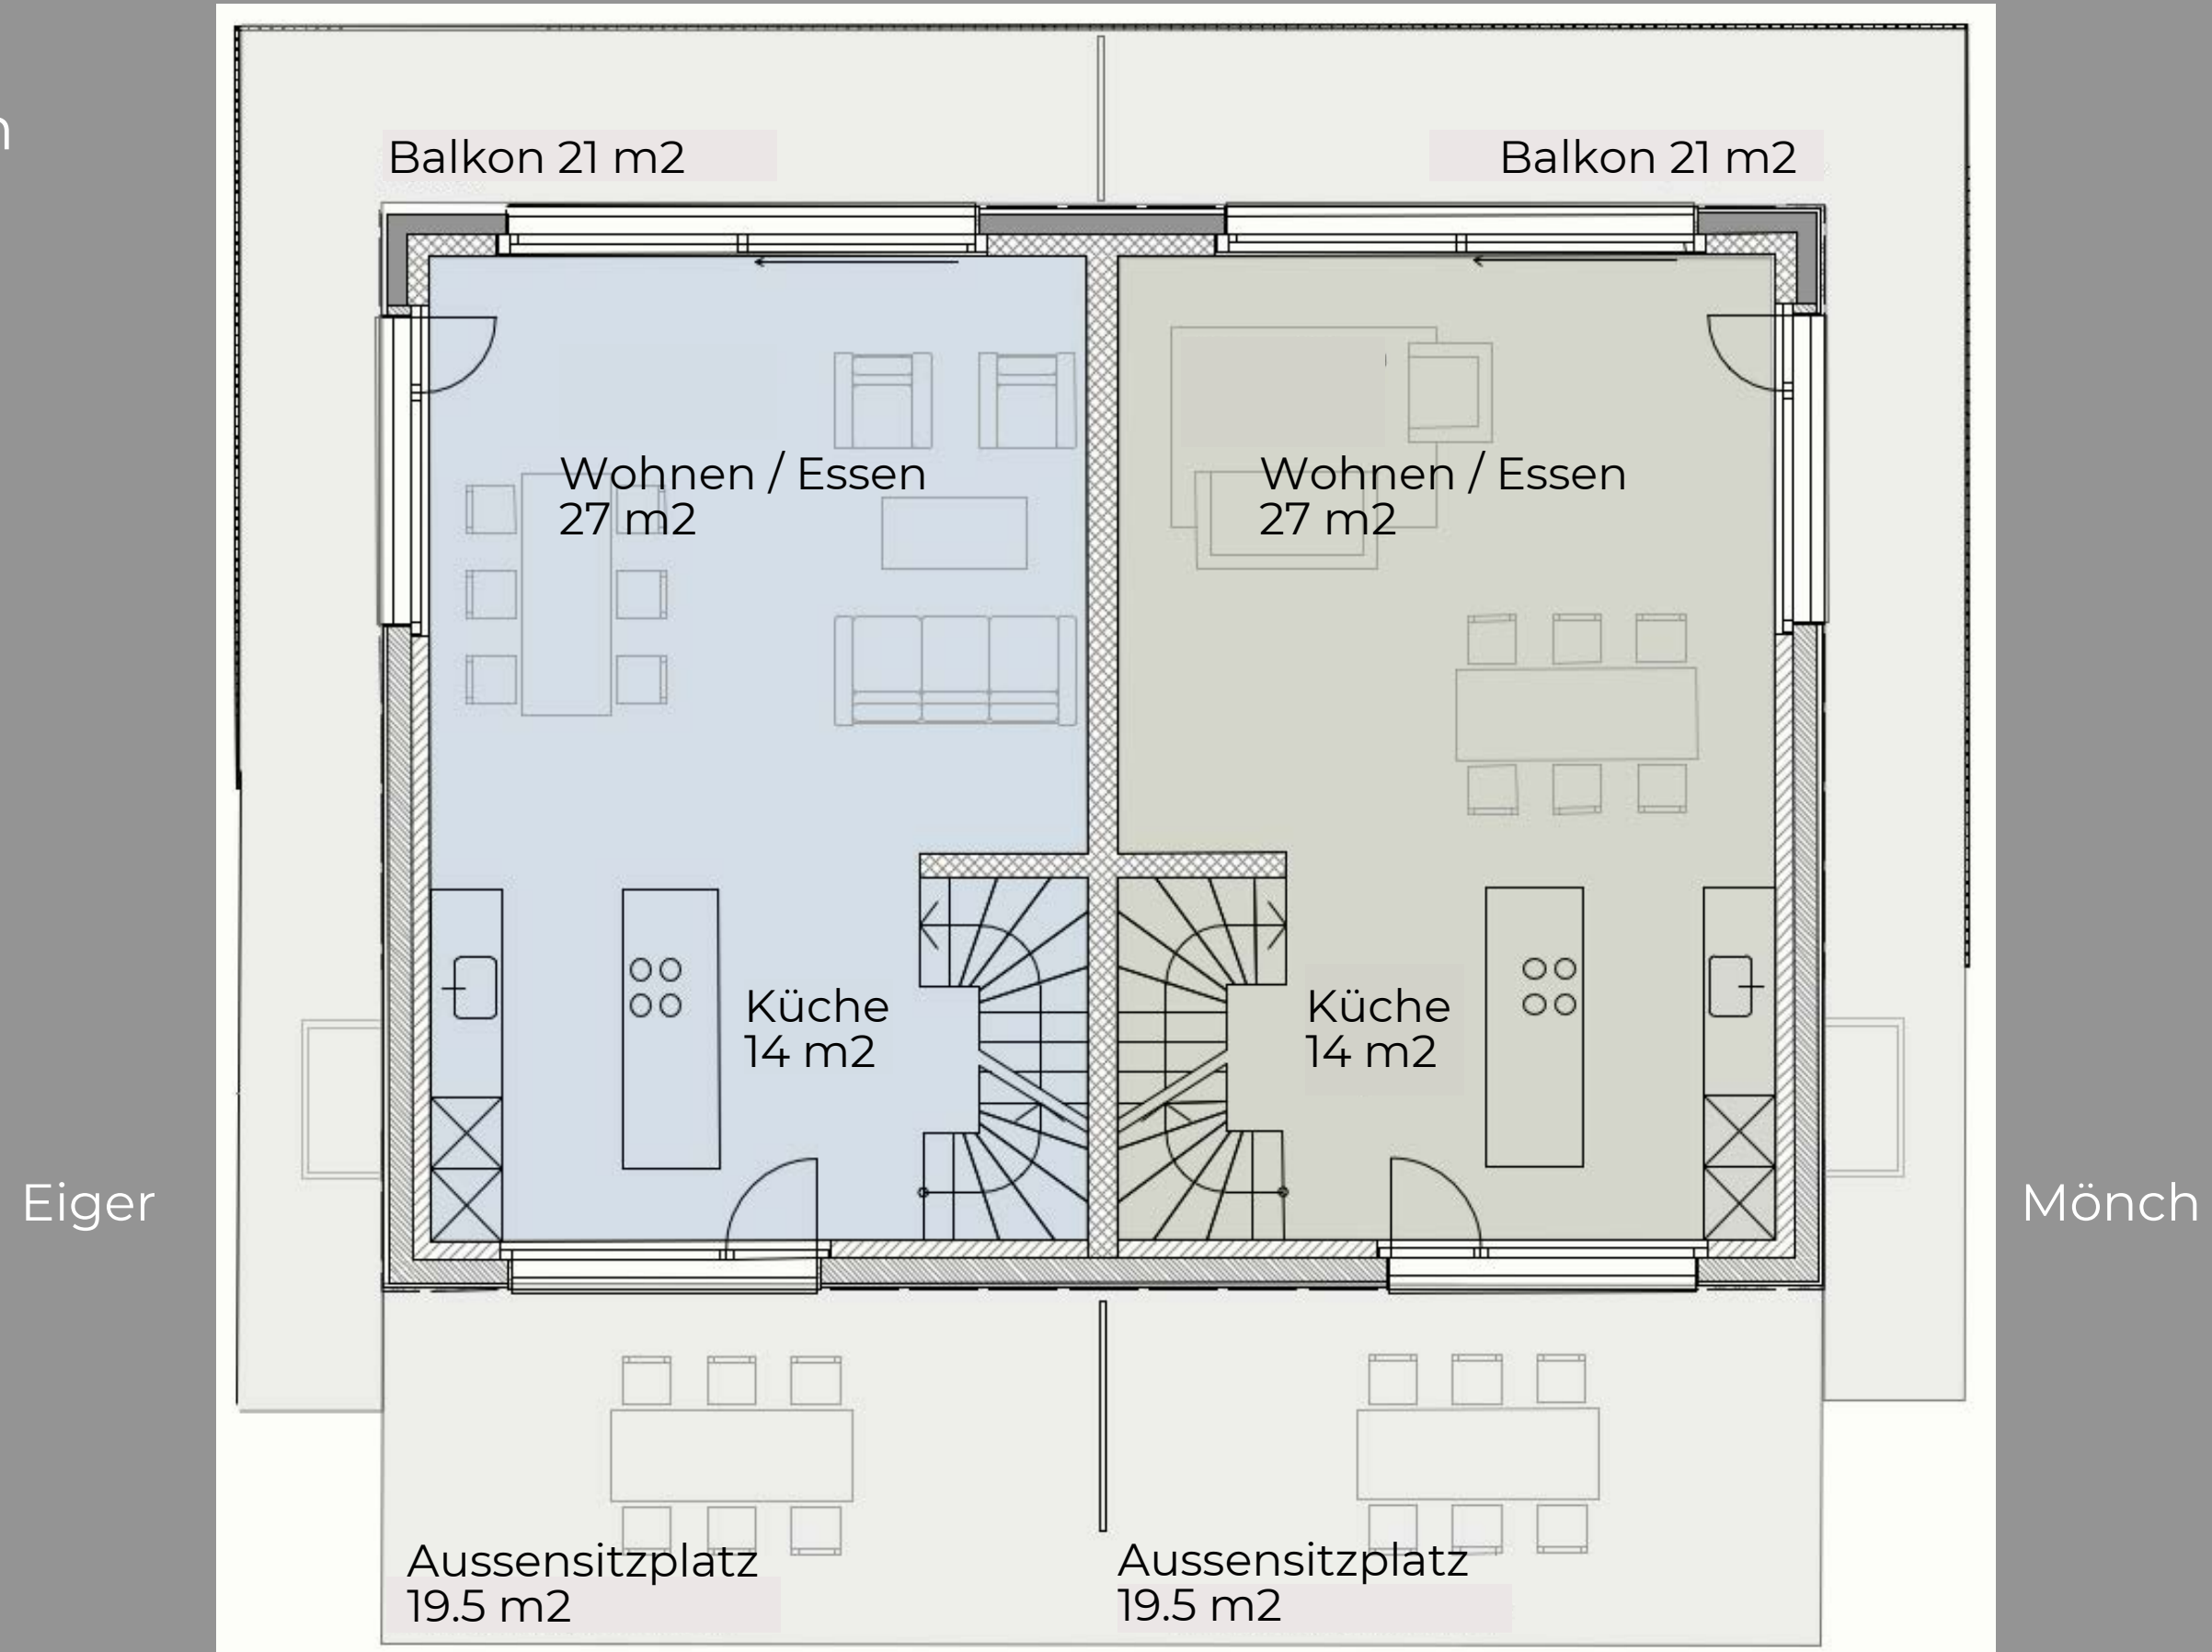 Balkon 21 m2
Balkon 21 m2
Wohnen / Essen
27 m2
Wohnen / Essen
27 m2
Küche
14 m2
Küche
14 m2
Eiger
Mönch
Aussensitzplatz
19.5 m2
Aussensitzplatz
19.5 m2